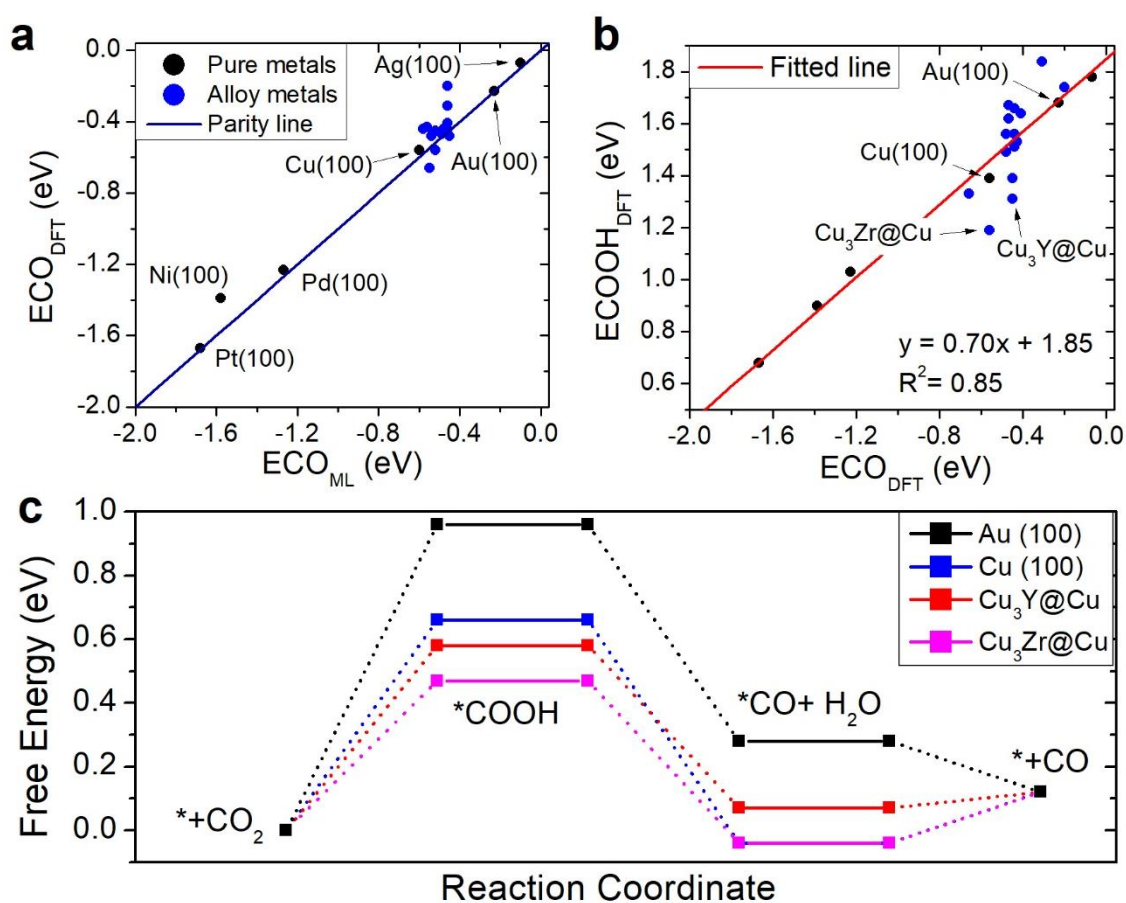 a
0.0
-0.4
-0.8
-1.2
-1.6
-2.0
ECO_DFT (eV)
Pure metals
Alloy metals
Parity line
Ag(100)
Cu(100)
Au(100)
Ni(100)
Pd(100)
Pt(100)
-2.0 -1.6 -1.2 -0.8 -0.4 0.0
ECO_ML (eV)
b
1.8
1.6
1.4
1.2
1.0
0.8
0.6
ECOOH_DFT (eV)
Fitted line
Au(100)
Cu(100)
Cu₃Zr@Cu
Cu₃Y@Cu
y = 0.70x + 1.85
R²= 0.85
-2.0 -1.6 -1.2 -0.8 -0.4 0.0
ECO_DFT (eV)
c
1.0
0.8
0.6
0.4
0.2
0.0
Free Energy (eV)
Au (100)
Cu (100)
Cu₃Y@Cu
Cu₃Zr@Cu
*COOH
*CO+ H₂O
*+CO
*+CO₂
Reaction Coordinate